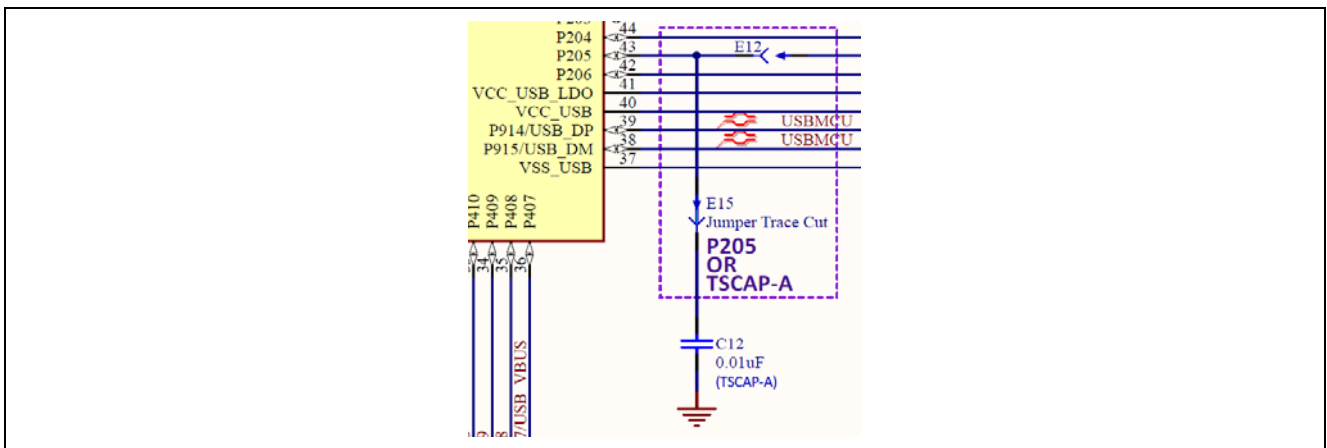 44
P204
43
P205
E12
42
P206
41
VCC_USB_LDO
40
VCC_USB
39
P914/USB_DP
USBMCU
38
P915/USB_DM
USBMCU
37
VSS_USB
P410
P409
P408
P407
34
35
36
E15
Jumper Trace Cut
P205
OR
TSCAP-A
C12
0.01uF
(TSCAP-A)
7/USB_VBUS